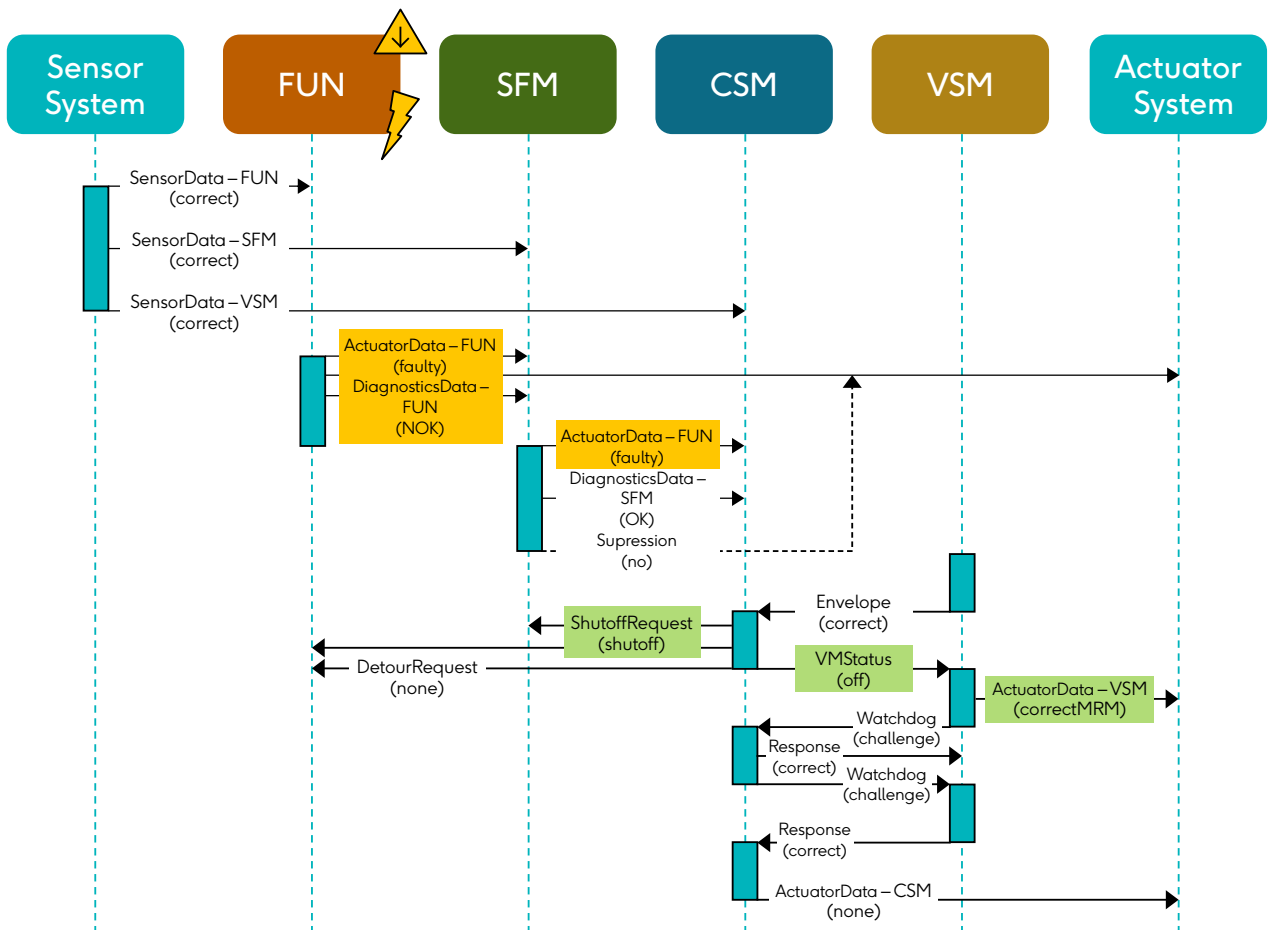 Sensor
System
FUN
SFM
CSM
VSM
Actuator
System
SensorData – FUN
(correct)
SensorData – SFM
(correct)
SensorData – VSM
(correct)
ActuatorData – FUN
(faulty)
DiagnosticsData –
FUN
(NOK)
ActuatorData – FUN
(faulty)
DiagnosticsData –
SFM
(OK)
Supression
(no)
Envelope
(correct)
ShutoffRequest
(shutoff)
DetourRequest
(none)
VMStatus
(off)
ActuatorData – VSM
(correctMRM)
Watchdog
(challenge)
Response
(correct)
Watchdog
(challenge)
Response
(correct)
ActuatorData – CSM
(none)